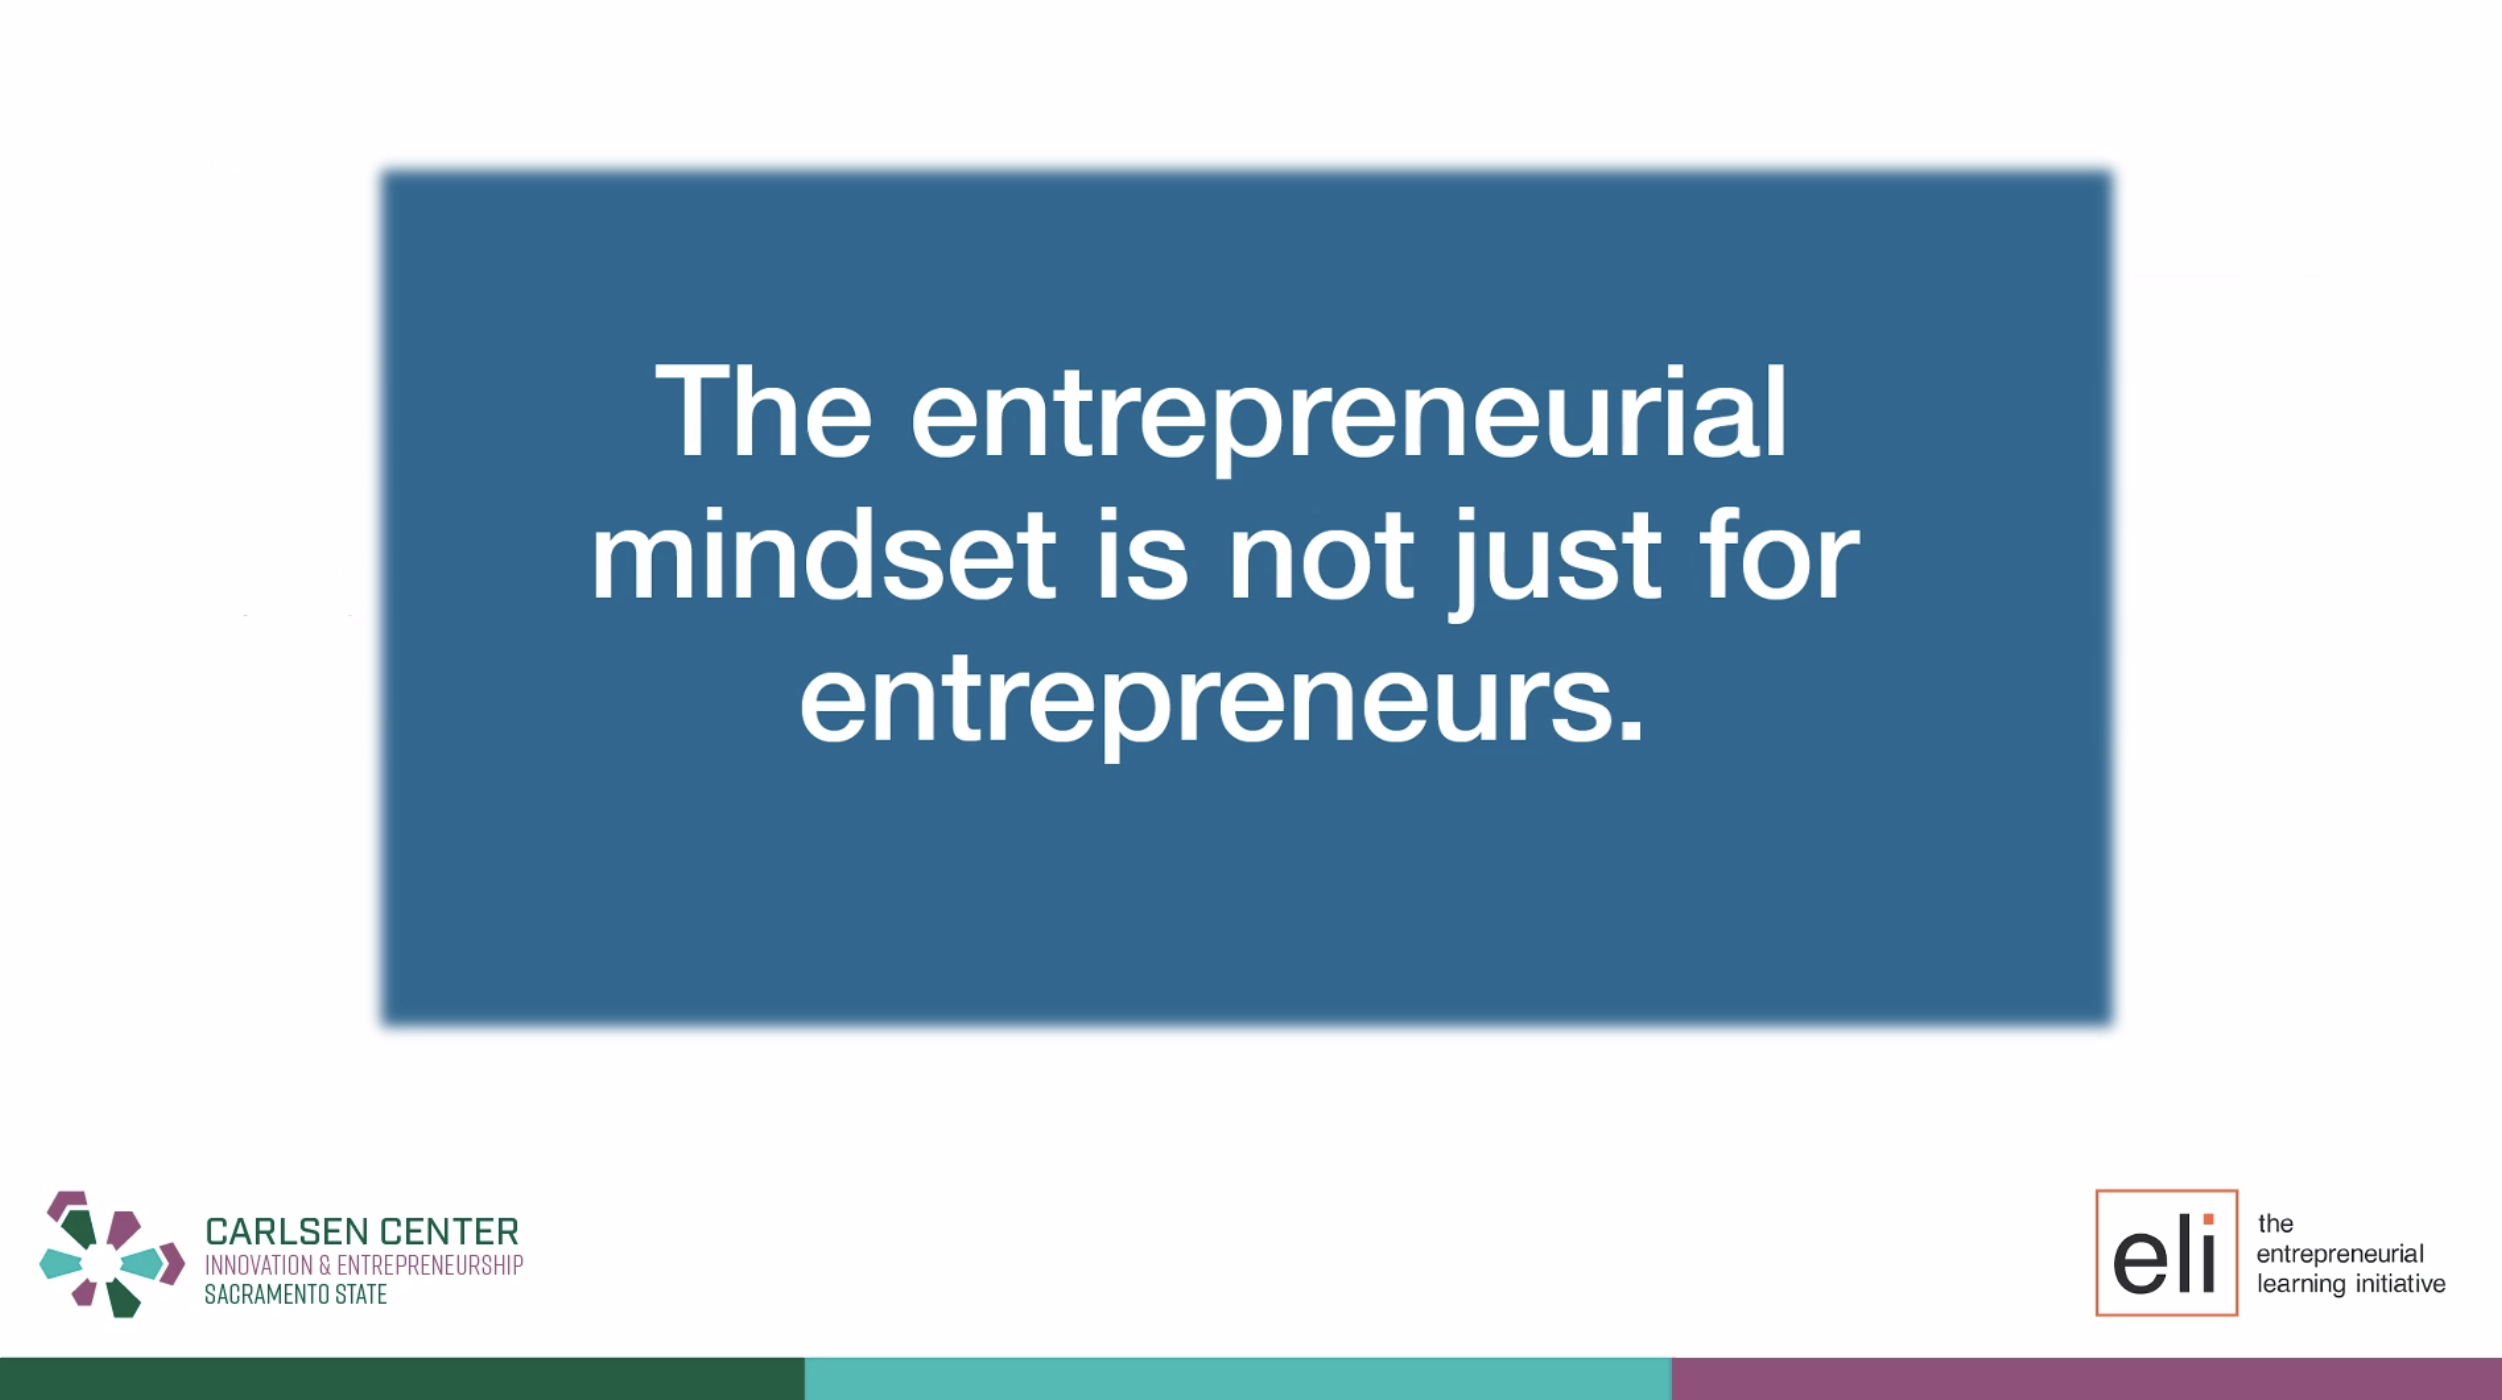 The entrepreneurial
mindset is not just for
entrepreneurs.
CARLSEN CENTER
INNOVATION & ENTREPRENEURSHIP
SACRAMENTO STATE
eli
the
entrepreneurial
learning initiative